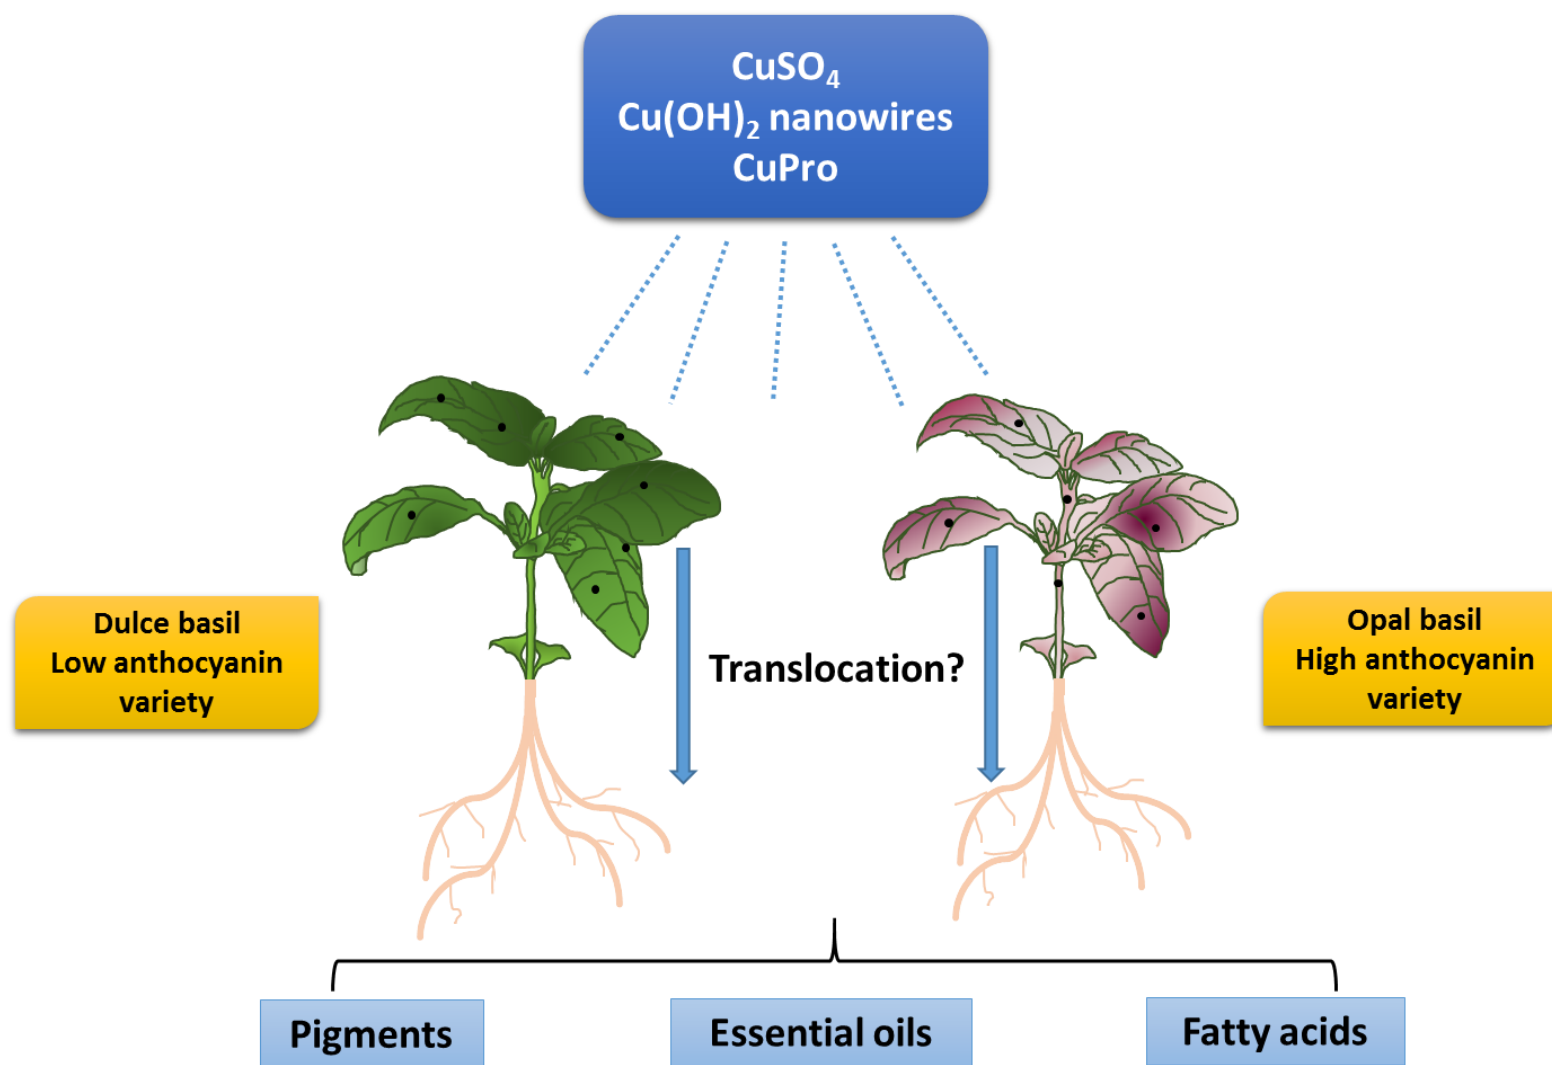 CuSO₄
Cu(OH)₂ nanowires
CuPro
Dulce basil
Low anthocyanin
variety
Translocation?
Opal basil
High anthocyanin
variety
Pigments
Essential oils
Fatty acids